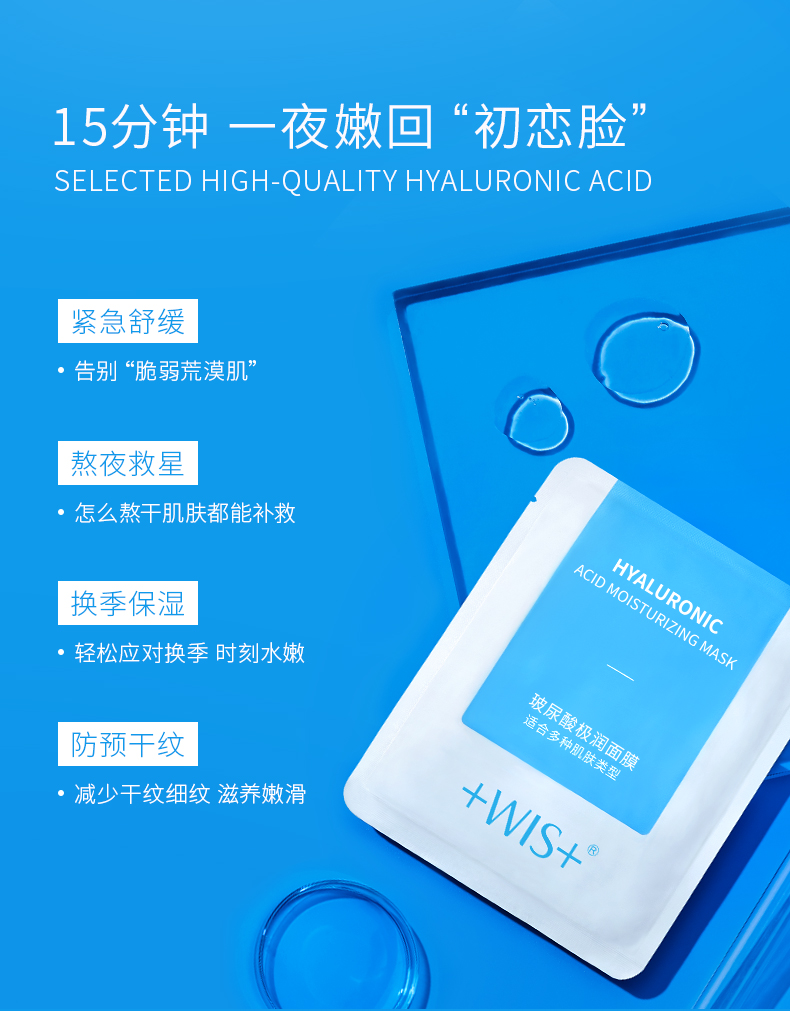 15分钟 一夜嫩回 “初恋脸”
SELECTED HIGH-QUALITY HYALURONIC ACID
紧急舒缓
• 告别 “脆弱荒漠肌”
熬夜救星
• 怎么熬干肌肤都能补救
换季保湿
• 轻松应对换季 时刻水嫩
防预干纹
• 减少干纹细纹 滋养嫩滑
HYALURONIC
ACID MOISTURIZING MASK
玻尿酸极润面膜
适合多种肌肤类型
+WIS+®